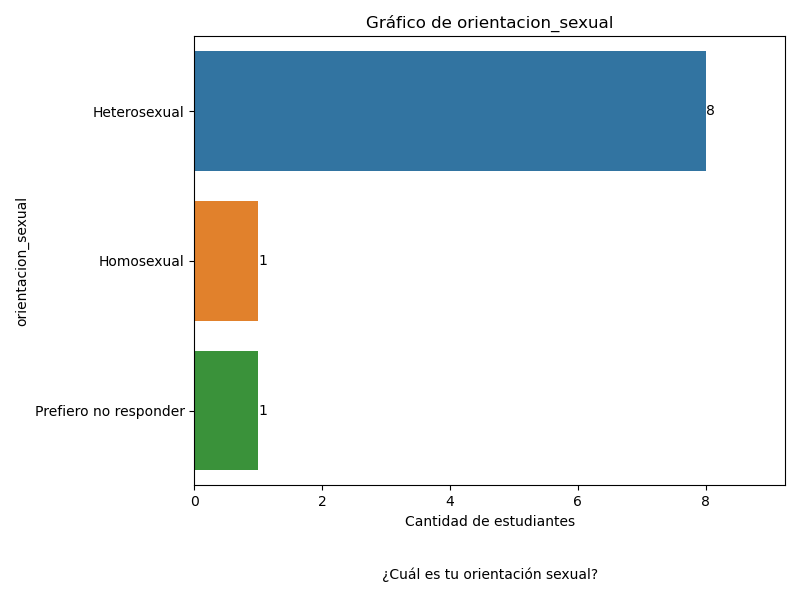 Gráfico de orientacion_sexual
orientacion_sexual
Heterosexual
8
Homosexual
1
Prefiero no responder
1
0 2 4 6 8
Cantidad de estudiantes
¿Cuál es tu orientación sexual?